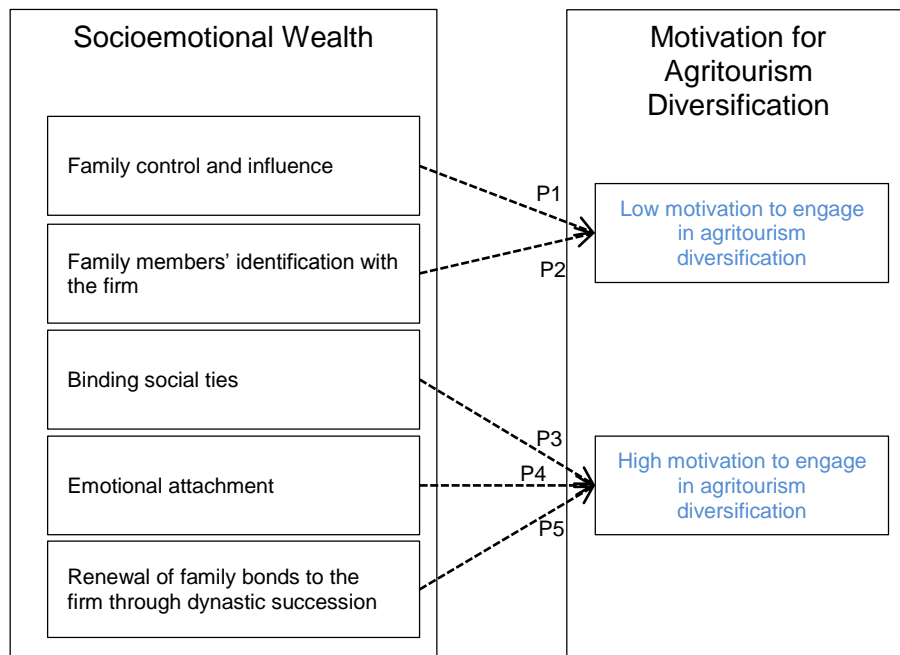 Socioemotional Wealth
Family control and influence
Family members’ identification with
the firm
Binding social ties
Emotional attachment
Renewal of family bonds to the
firm through dynastic succession
P1
P2
P3
P4
P5
Motivation for
Agritourism
Diversification
Low motivation to engage
in agritourism
diversification
High motivation to engage
in agritourism
diversification